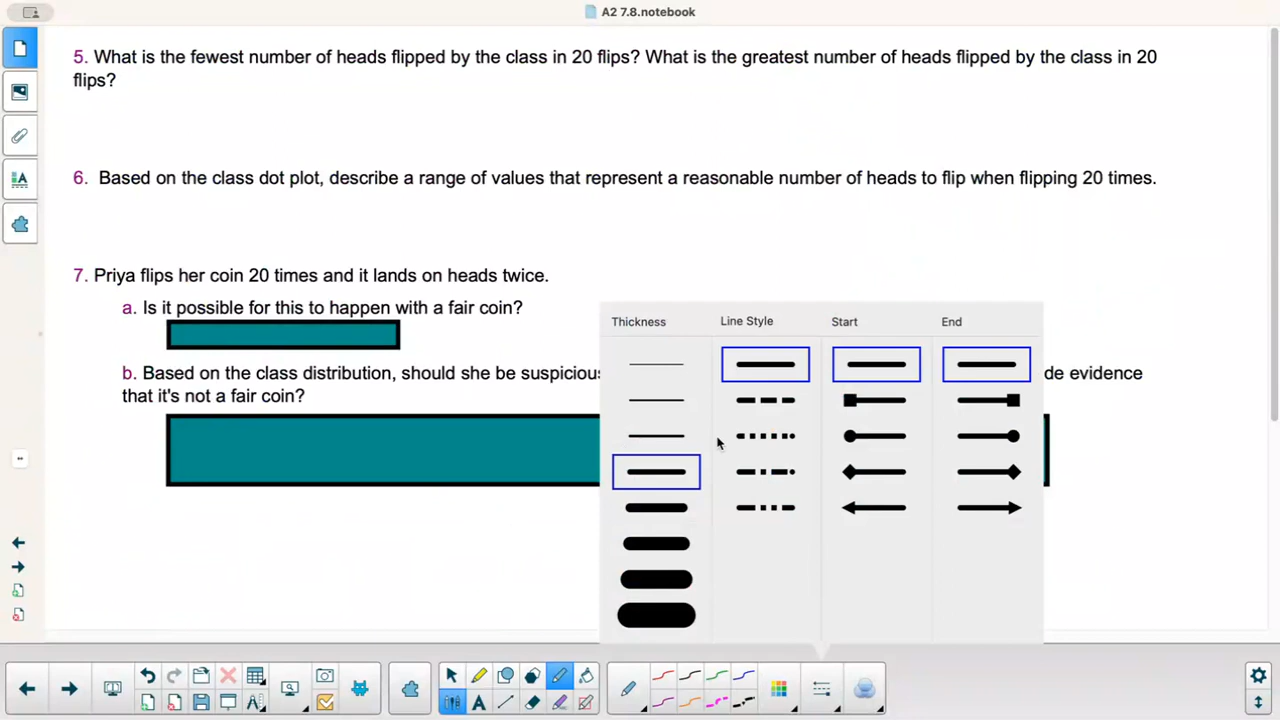 A2 7.8.notebook
5. What is the fewest number of heads flipped by the class in 20 flips? What is the greatest number of heads flipped by the class in 20
flips?
6. Based on the class dot plot, describe a range of values that represent a reasonable number of heads to flip when flipping 20 times.
7. Priya flips her coin 20 times and it lands on heads twice.
a. Is it possible for this to happen with a fair coin?
Thickness Line Style Start End
b. Based on the class distribution, should she be suspicious de evidence
that it's not a fair coin?